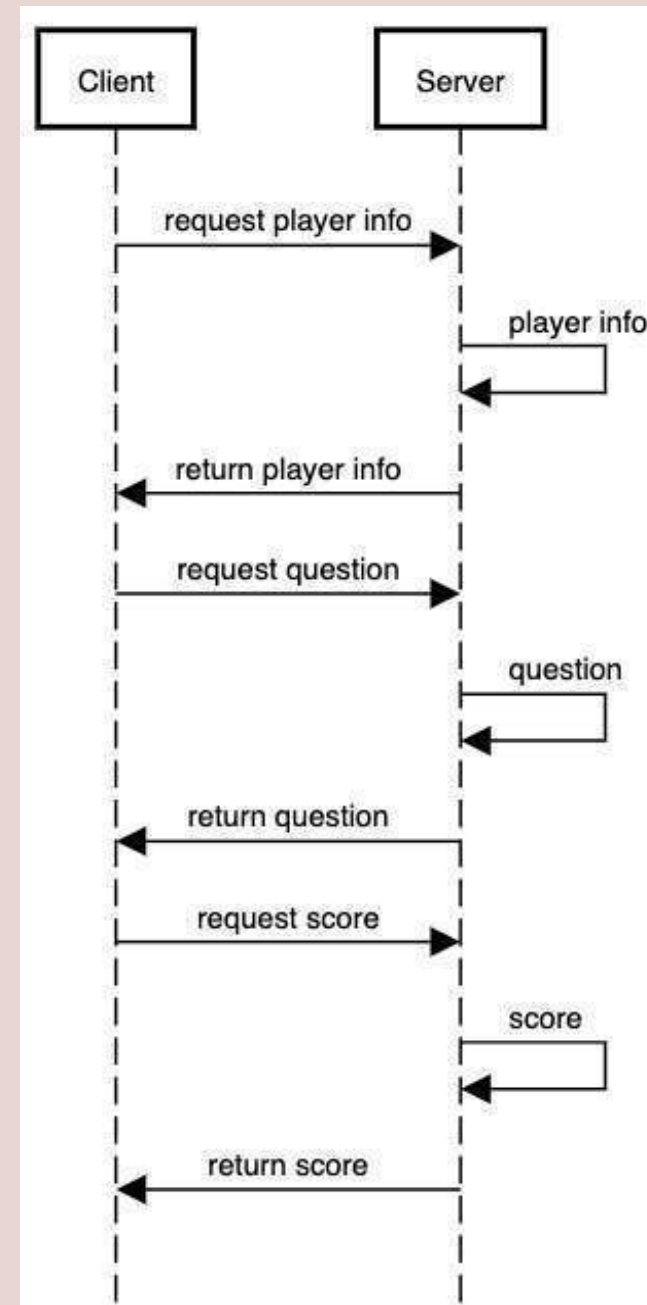 Client
Server
request player info
player info
return player info
request question
question
return question
request score
score
return score